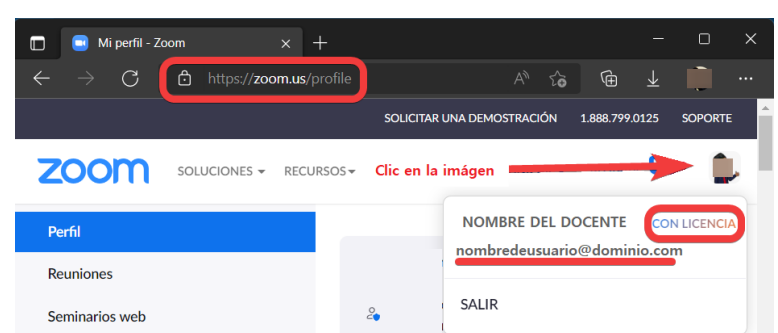 Mi perfil - Zoom
https://zoom.us/profile
SOLICITAR UNA DEMOSTRACIÓN 1.888.799.0125 SOPORTE
zoom SOLUCIONES RECURSOS Clic en la imágen
Perfil
NOMBRE DEL DOCENTE CON LICENCIA
nombredeusuario@dominio.com
Reuniones
SALIR
Seminarios web